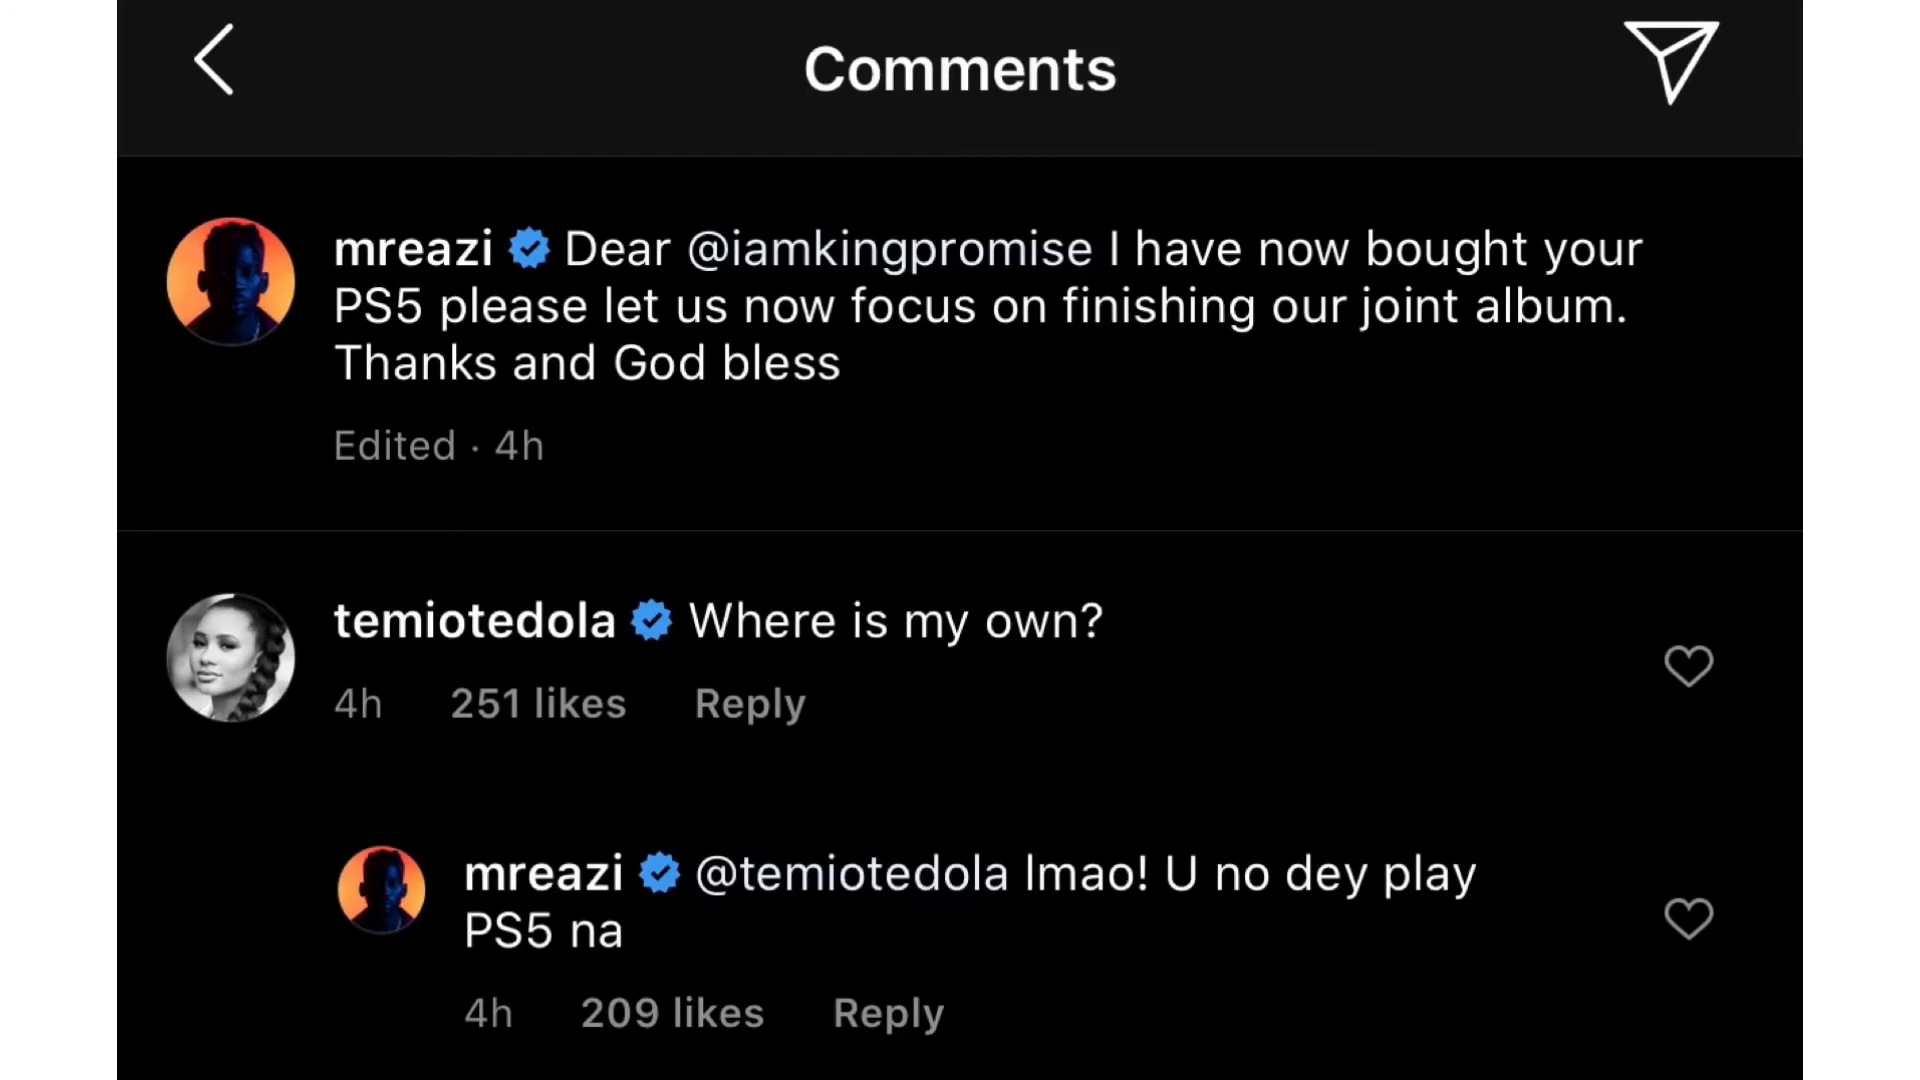 Comments
mreazi Dear @iamkingpromise I have now bought your
PS5 please let us now focus on finishing our joint album.
Thanks and God bless
Edited · 4h
temiotedola Where is my own?
4h 251 likes Reply
mreazi @temiotedola lmao! U no dey play
PS5 na
4h 209 likes Reply